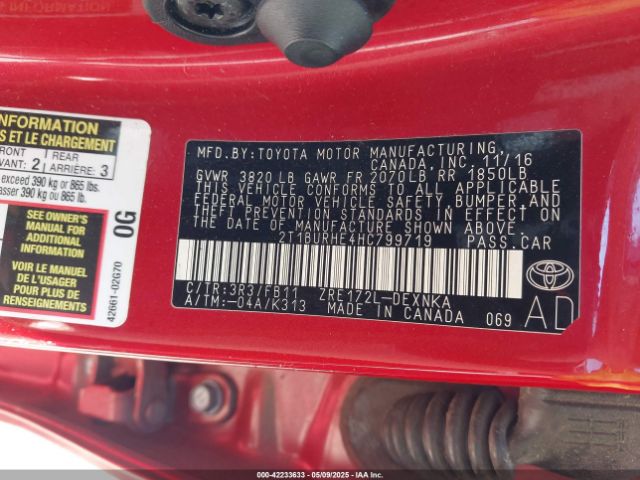 INFORMATION
INFORMATION
S ET LE CHARGEMENT
FRONT
VANT: 2
REAR
ARRIÈRE: 3
exceed 390 kg or 865 lbs.
asser 390 kg ou 865 lb.
SEE OWNER'S
MANUAL FOR
ADDITIONAL
INFORMATION
VOIR LE MANUEL
DE L'USAGER
POUR PLUS DE
RENSEIGNEMENTS
0G
42661-02G70
MFD. BY: TOYOTA MOTOR MANUFACTURING,
CANADA, INC. 11/16
GVWR 3820 LB GAWR FR 2070LB RR 1850LB
THIS VEHICLE CONFORMS TO ALL APPLICABLE
FEDERAL MOTOR VEHICLE SAFETY, BUMPER, AND
THEFT PREVENTION STANDARDS IN EFFECT ON
THE DATE OF MANUFACTURE SHOWN ABOVE.
2T1BURHE4HC799719 PASS. CAR
C/TR: 3R3/FB11 ZRE172L-DEXNKA
A/TM: -04A/K313 MADE IN CANADA 069
TOYOTA
AD
000-42233633 - 05/09/2025 - IAAI. Copart